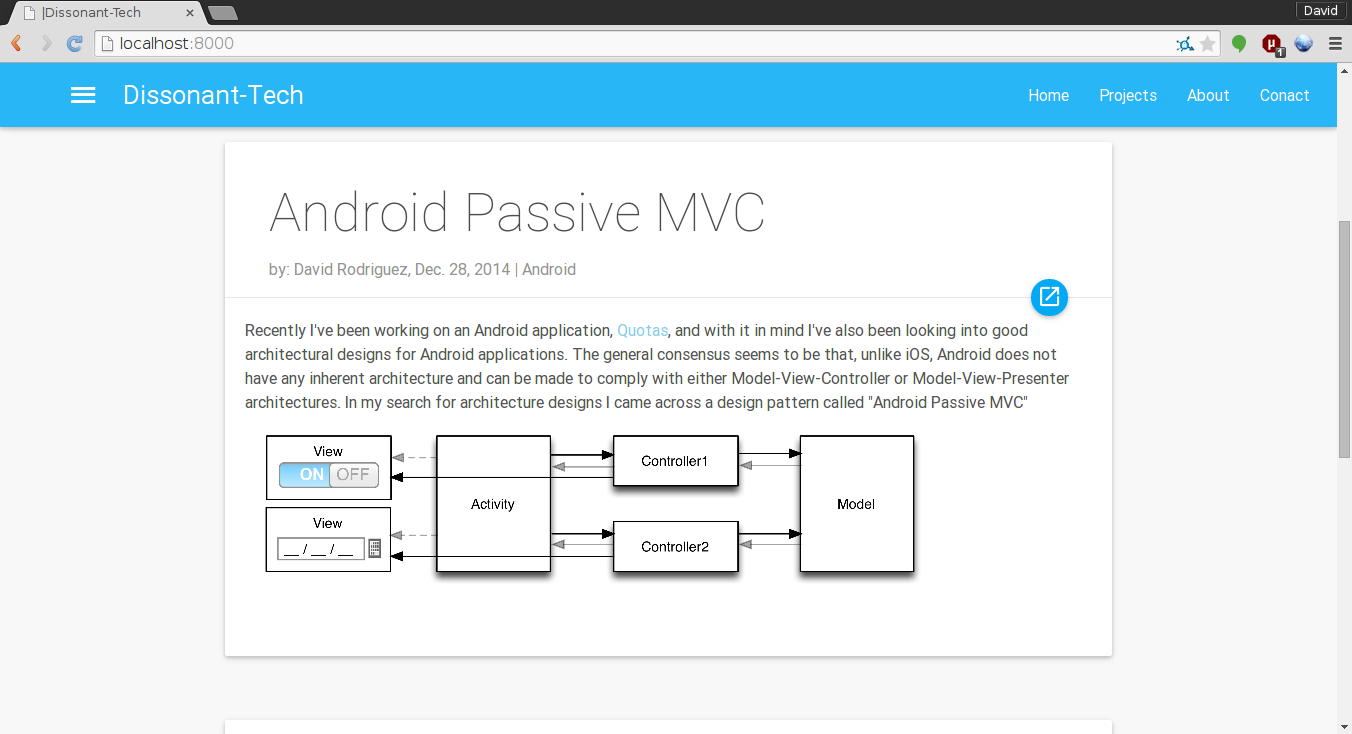 |Dissonant-Tech
David
localhost:8000
1
Dissonant-Tech
Home Projects About Conact
Android Passive MVC
by: David Rodriguez, Dec. 28, 2014 | Android
Recently I've been working on an Android application, Quotas, and with it in mind I've also been looking into good
architectural designs for Android applications. The general consensus seems to be that, unlike iOS, Android does not
have any inherent architecture and can be made to comply with either Model-View-Controller or Model-View-Presenter
architectures. In my search for architecture designs I came across a design pattern called "Android Passive MVC"
View
ON OFF
Controller1
Activity
Model
View
__ / __ / __
Controller2